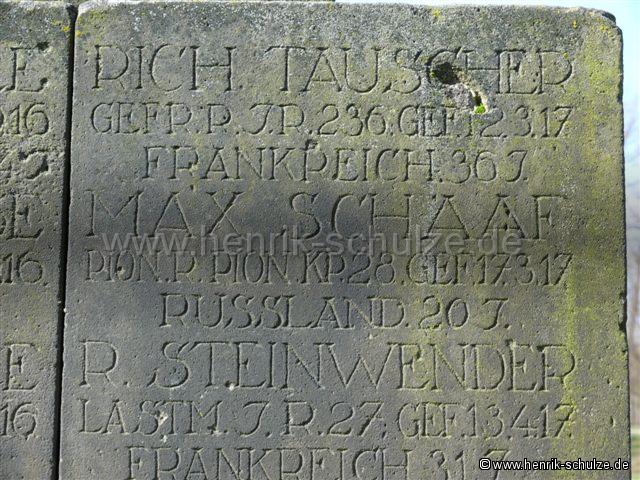 RICH. TAUSCHER
GEFR. R. J. R. 236. GEF. 12. 3. 17
FRANKREICH. 36 J.
MAX SCHAAF
www.henrik-schulze.de
PION. R. PION. KP. 28. GEF. 17. 3. 17
RUSSLAND. 20 J.
R. STEINWENDER
LASTM. J. R. 27. GEF. 13. 4. 17.
FRANKREICH. 31 J.
© www.henrik-schulze.de